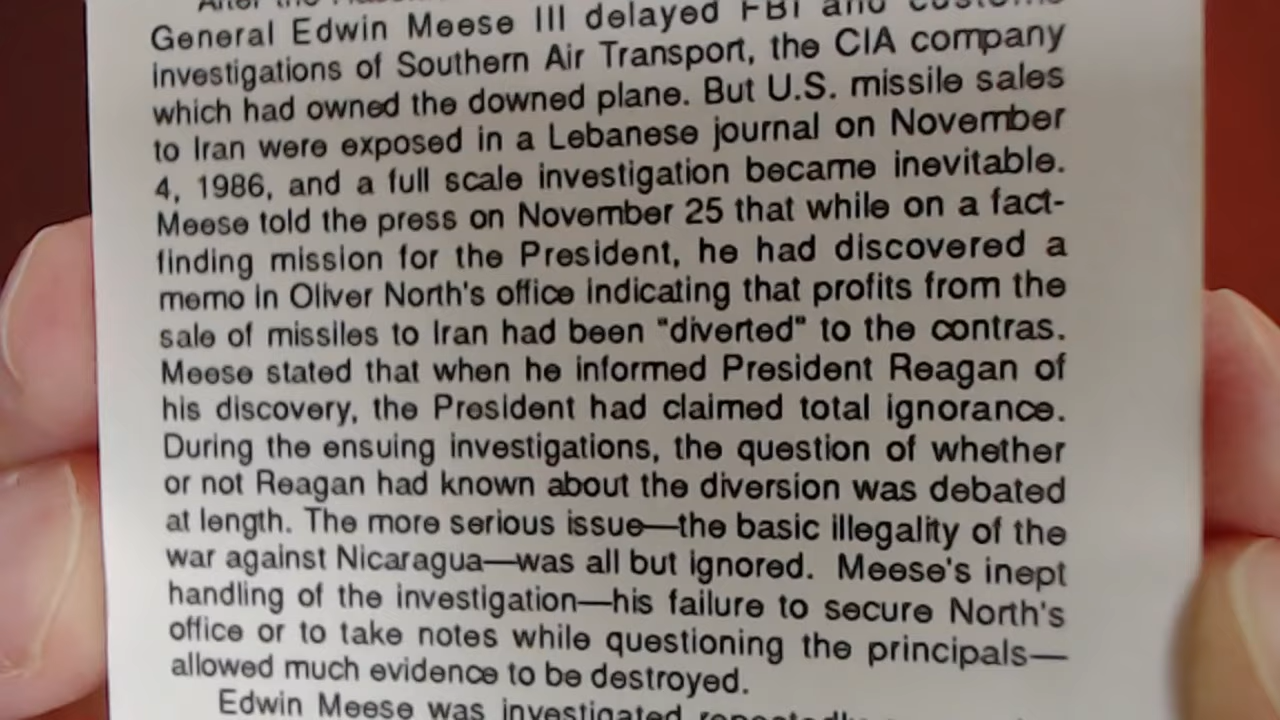 After the
General Edwin Meese III delayed FBI and customs
investigations of Southern Air Transport, the CIA company
which had owned the downed plane. But U.S. missile sales
to Iran were exposed in a Lebanese journal on November
4, 1986, and a full scale investigation became inevitable.
Meese told the press on November 25 that while on a fact-
finding mission for the President, he had discovered a
memo in Oliver North's office indicating that profits from the
sale of missiles to Iran had been "diverted" to the contras.
Meese stated that when he informed President Reagan of
his discovery, the President had claimed total ignorance.
During the ensuing investigations, the question of whether
or not Reagan had known about the diversion was debated
at length. The more serious issue—the basic illegality of the
war against Nicaragua—was all but ignored. Meese's inept
handling of the investigation—his failure to secure North's
office or to take notes while questioning the principals—
allowed much evidence to be destroyed.
Edwin Meese was investigated repeatedly